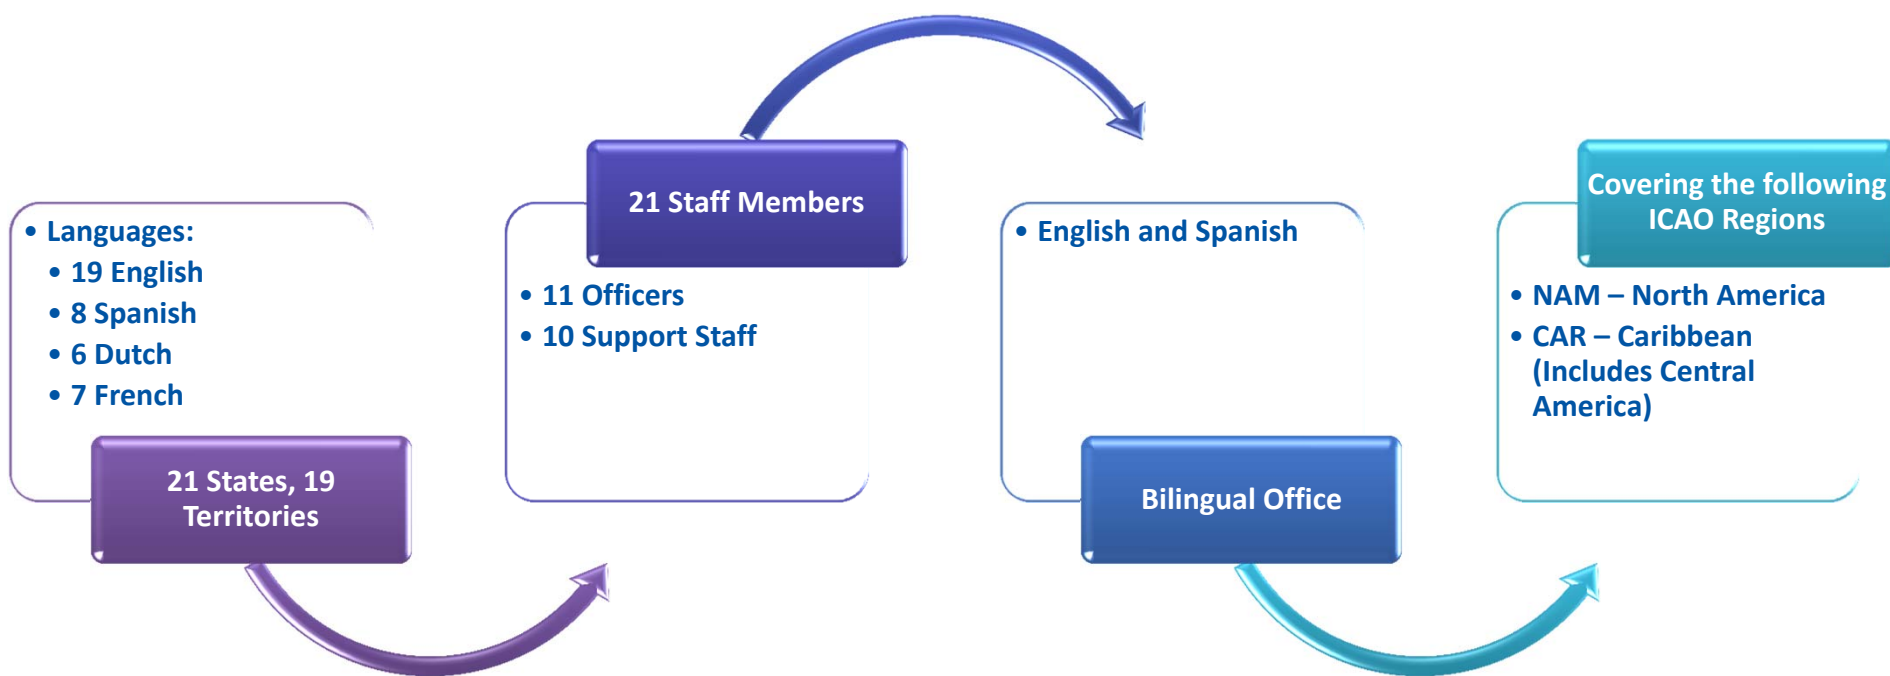 • Languages:
• 19 English
• 8 Spanish
• 6 Dutch
• 7 French
21 States, 19
Territories
21 Staff Members
• 11 Officers
• 10 Support Staff
• English and Spanish
Bilingual Office
Covering the following
ICAO Regions
• NAM – North America
• CAR – Caribbean
(Includes Central
America)